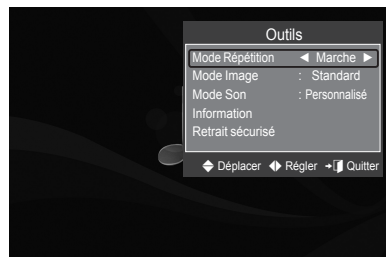 Outils
Mode Répétition ◀ Marche ▶
Mode Image : Standard
Mode Son : Personnalisé
Information
Retrait sécurisé
Déplacer Régler Quitter